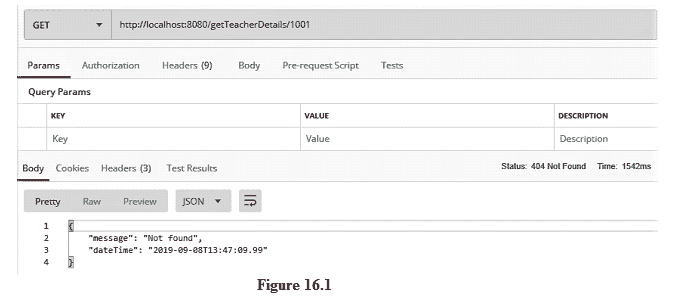 GET http://localhost:8080/getTeacherDetails/1001
Params Authorization Headers (9) Body Pre-request Script Tests
Query Params
KEY VALUE DESCRIPTION
Key Value Description
Body Cookies Headers (3) Test Results Status: 404 Not Found Time: 1542ms
Pretty Raw Preview JSON
1 {
2 "message": "Not found",
3 "dateTime": "2019-09-08T13:47:09.99"
4 }
Figure 16.1